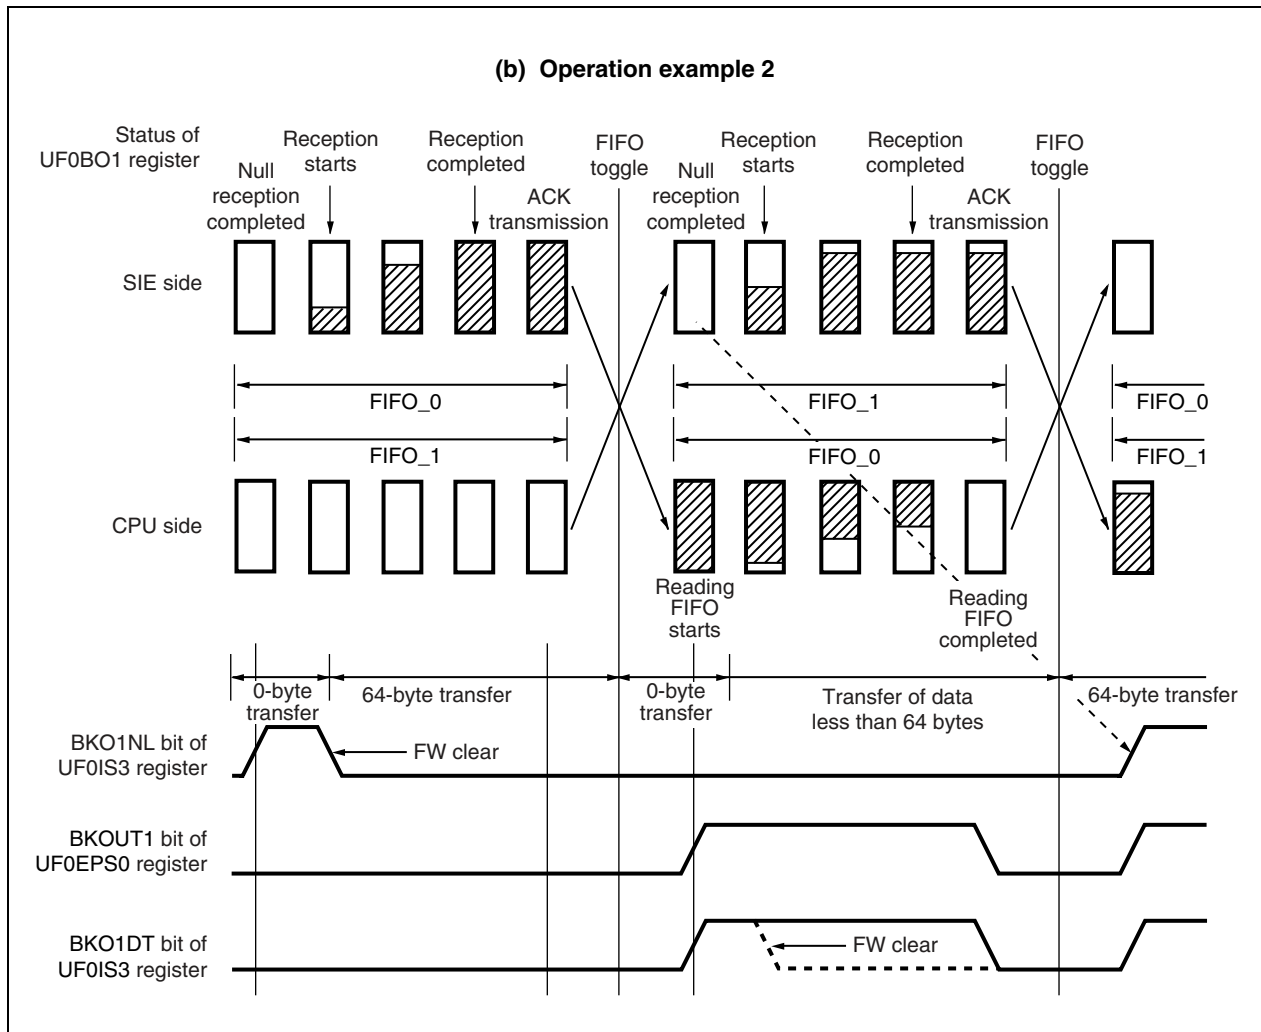 (b) Operation example 2
Status of
UF0BO1 register
Null
reception
completed
Reception
starts
Reception
completed
ACK
transmission
FIFO
toggle
Null
reception
completed
Reception
starts
Reception
completed
ACK
transmission
FIFO
toggle
SIE side
FIFO_0
FIFO_1
FIFO_0
FIFO_1
FIFO_0
FIFO_1
CPU side
Reading
FIFO
starts
Reading
FIFO
completed
0-byte
transfer
64-byte transfer
0-byte
transfer
Transfer of data
less than 64 bytes
64-byte transfer
BKO1NL bit of
UF0IS3 register
FW clear
BKOUT1 bit of
UF0EPS0 register
BKO1DT bit of
UF0IS3 register
FW clear